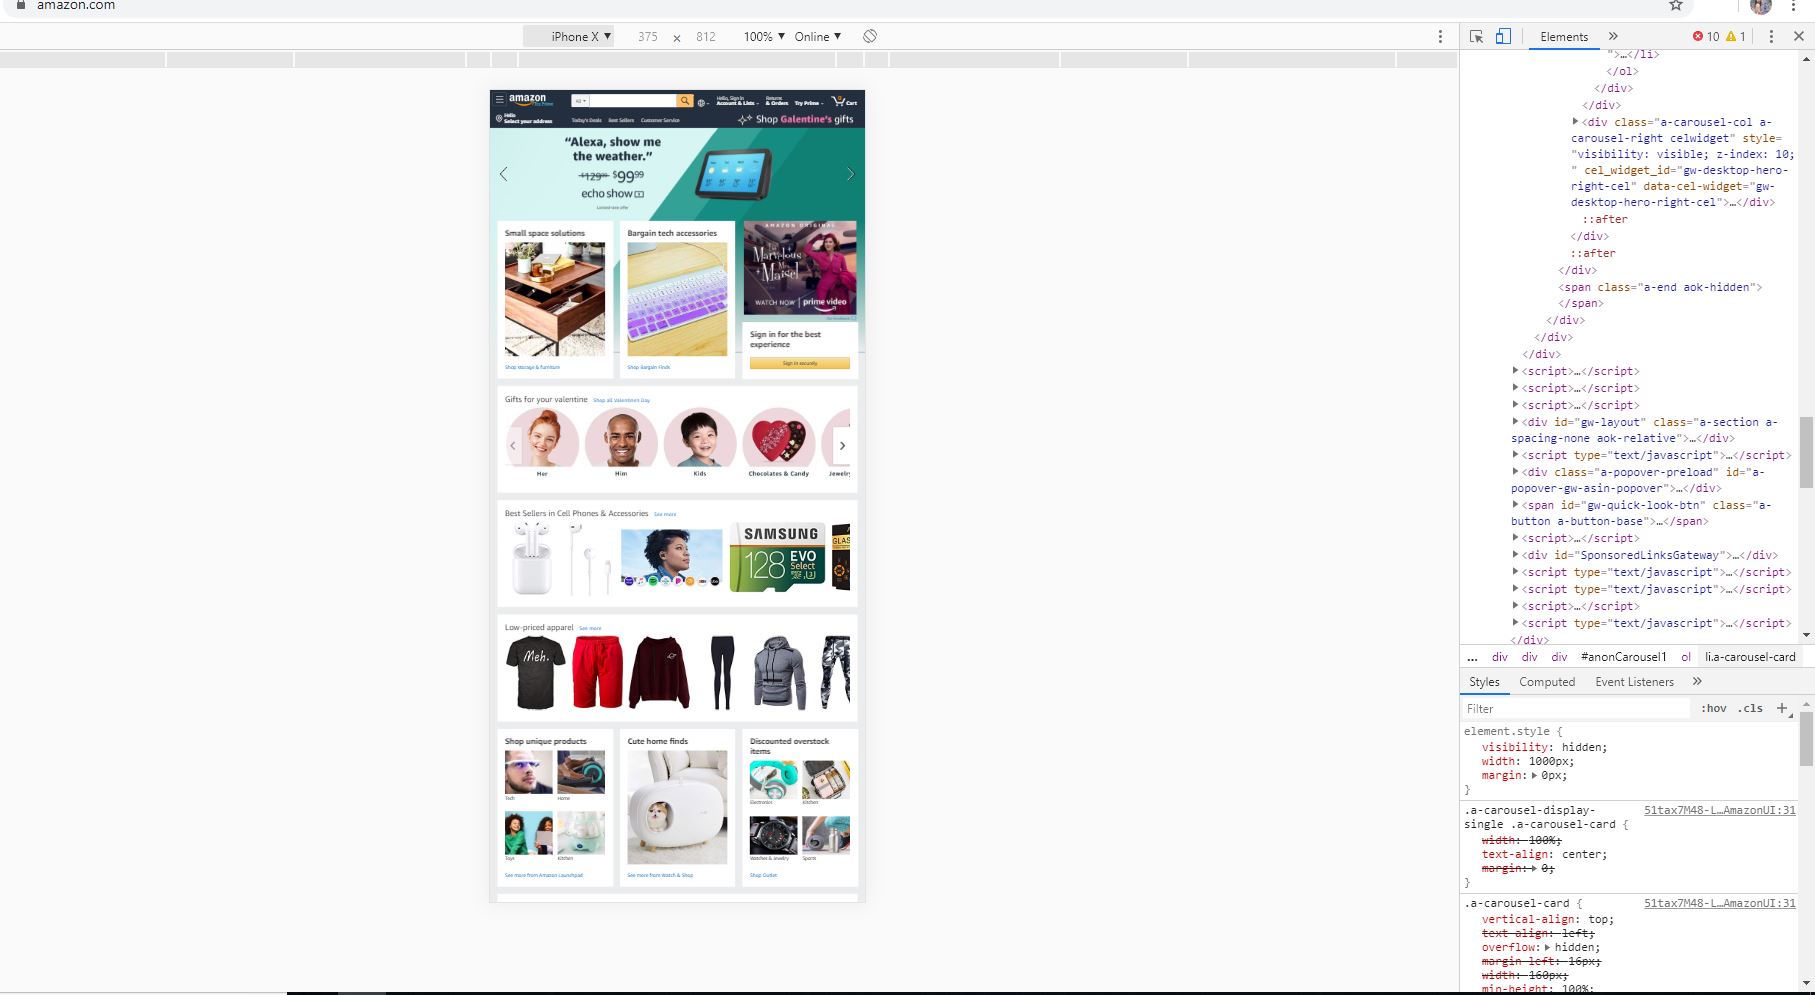 amazon.com
iPhone X ▼ 375 × 812 100% ▼ Online ▼
Elements » 10 1
amazon
Try Prime
All
Hello, Sign in
Account & Lists
Returns
& Orders
Try Prime
Cart
Hello
Select your address
Today's Deals Best Sellers Customer Service
Shop Galentine's gifts
“Alexa, show me
the weather.”
$129.99 $99.99
echo show 5
Limited-time offer
Small space solutions
Shop storage & furniture
Bargain tech accessories
Shop Bargain Finds
AMAZON ORIGINAL
The Marvelous Mrs. Maisel
WATCH NOW | prime video
Sign in for the best
experience
Sign in securely
Gifts for your valentine Shop all Valentines Day
Her Him Kids Chocolates & Candy Jewelry
Best Sellers in Cell Phones & Accessories See more
SAMSUNG
128 EVO
Select
GLAS
Low-priced apparel See more
Meh.
Shop unique products
Tech Home
Toys Kitchen
See more from Amazon Launchpad
Cute home finds
See more from Watch & Shop
Discounted overstock
items
Electronics Kitchen
Watches & Jewelry Sports
Shop Outlet
">…</li>
</ol>
</div>
</div>
<div class="a-carousel-col a-
carousel-right celwidget" style=
"visibility: visible; z-index: 10;
" cel_widget_id="gw-desktop-hero-
right-cel" data-cel-widget="gw-
desktop-hero-right-cel">…</div>
::after
</div>
::after
</div>
<span class="a-end aok-hidden">
</span>
</div>
</div>
</div>
<script>…</script>
<script>…</script>
<script>…</script>
<div id="gw-layout" class="a-section a-
spacing-none aok-relative">…</div>
<script type="text/javascript">…</script>
<div class="a-popover-preload" id="a-
popover-gw-asin-popover">…</div>
<span id="gw-quick-look-btn" class="a-
button a-button-base">…</span>
<script>…</script>
<div id="SponsoredLinksGateway">…</div>
<script type="text/javascript">…</script>
<script type="text/javascript">…</script>
<script>…</script>
<script type="text/javascript">…</script>
</div>
... div div div #anonCarousel1 ol li.a-carousel-card
Styles Computed Event Listeners »
Filter :hov .cls +
element.style {
visibility: hidden;
width: 1000px;
margin: 0px;
}
.a-carousel-display- 51tax7M48-L…AmazonUI:31
single .a-carousel-card {
width: 100%;
text-align: center;
margin: 0;
}
.a-carousel-card { 51tax7M48-L…AmazonUI:31
vertical-align: top;
text-align: left;
overflow: hidden;
margin-left: 16px;
width: 160px;
min-height: 100%;